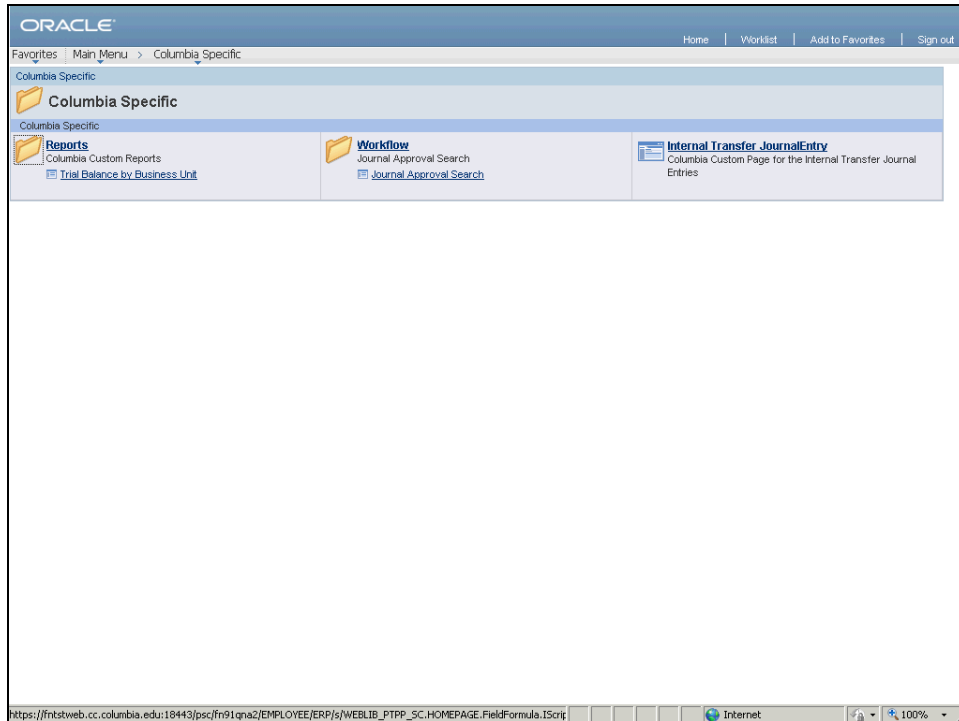 ORACLE
Home | Worklist | Add to Favorites | Sign out
Favorites Main Menu > Columbia Specific
Columbia Specific
Columbia Specific
Columbia Specific
Reports
Columbia Custom Reports
Trial Balance by Business Unit
Workflow
Journal Approval Search
Journal Approval Search
Internal Transfer JournalEntry
Columbia Custom Page for the Internal Transfer Journal
Entries
https://fntstweb.cc.columbia.edu:18443/psc/fn91qna2/EMPLOYEE/ERP/s/WEBLIB_PTPP_SC.HOMEPAGE.FieldFormula.IScrip Internet 100%